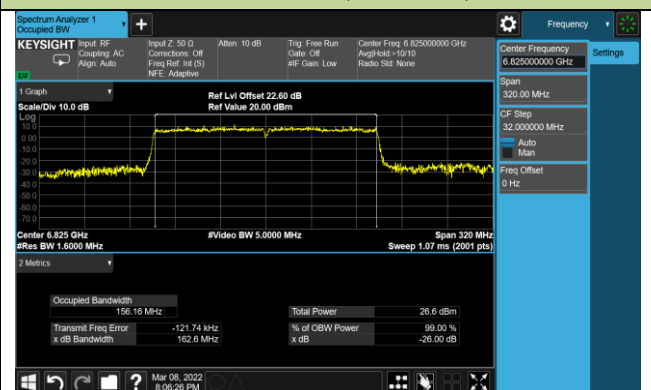 Spectrum Analyzer 1
Occupied BW
Frequency
KEYSIGHT
Input: RF
Coupling: AC
Align: Auto
Input Z: 50 Ω
Corrections: Off
Freq Ref: Int (S)
NFE: Adaptive
Atten: 10 dB
Trig: Free Run
Gate: Off
#IF Gain: Low
Center Freq: 6.825000000 GHz
Avg|Hold:>10/10
Radio Std: None
1 Graph
Scale/Div 10.0 dB
Ref Lvl Offset 22.60 dB
Ref Value 20.00 dBm
Log
10.0
0.00
-10.0
-20.0
-30.0
-40.0
-50.0
-60.0
-70.0
Center 6.825 GHz
#Res BW 1.6000 MHz
#Video BW 5.0000 MHz
Span 320 MHz
Sweep 1.07 ms (2001 pts)
2 Metrics
Occupied Bandwidth
156.16 MHz
Total Power 26.6 dBm
Transmit Freq Error -121.74 kHz
% of OBW Power 99.00 %
x dB Bandwidth 162.6 MHz
x dB -26.00 dB
Mar 08, 2022
8:06:26 PM
Center Frequency
6.825000000 GHz
Settings
Span
320.00 MHz
CF Step
32.000000 MHz
Auto
Man
Freq Offset
0 Hz